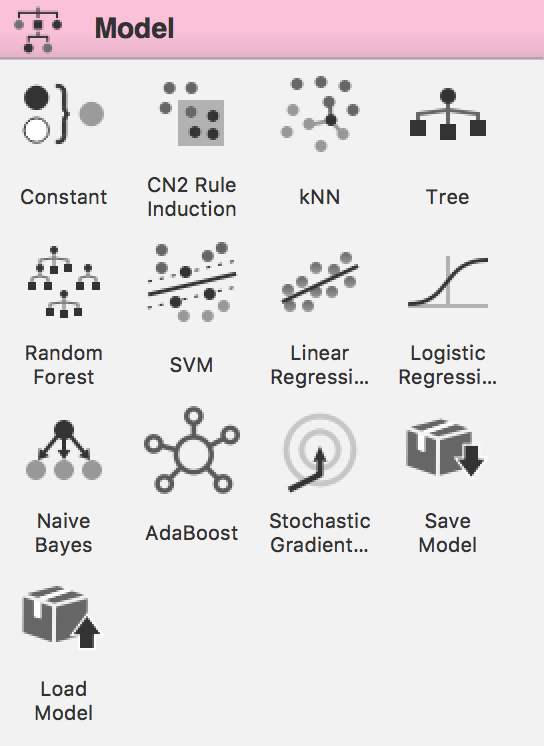 Model
Constant
CN2 Rule
Induction
kNN
Tree
Random
Forest
SVM
Linear
Regressi...
Logistic
Regressi...
Naive
Bayes
AdaBoost
Stochastic
Gradient...
Save
Model
Load
Model